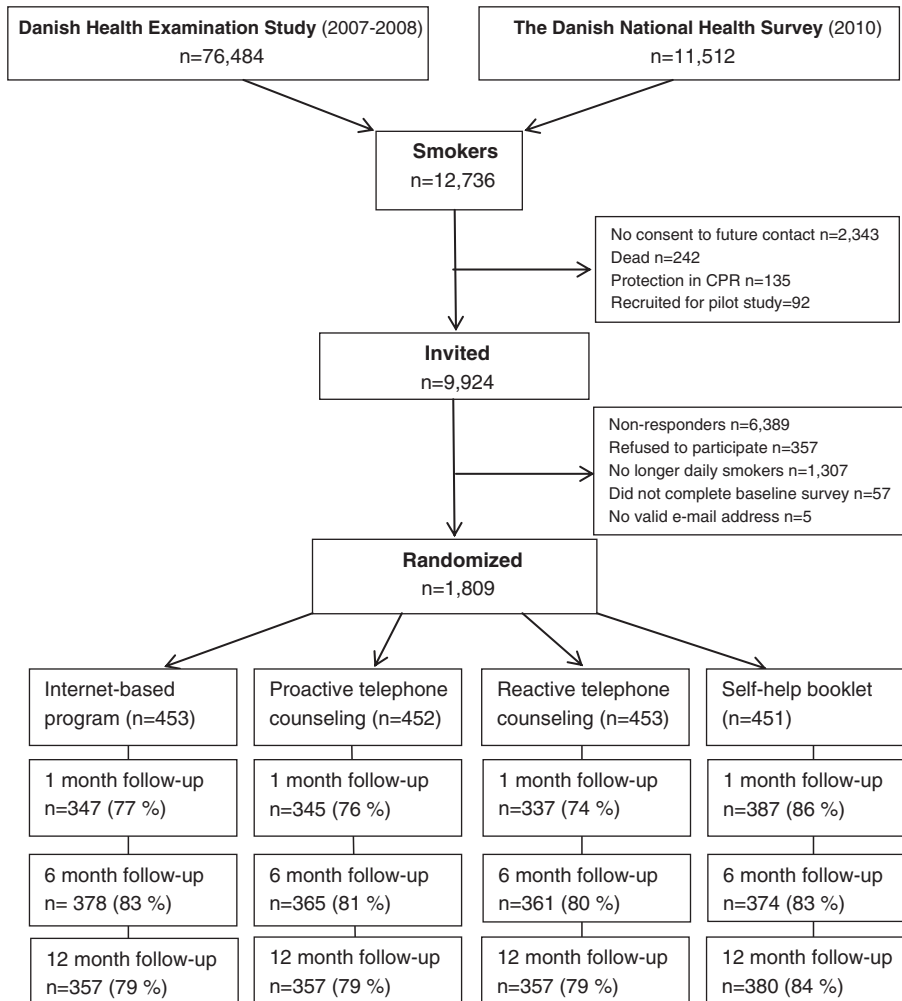 Danish Health Examination Study (2007-2008)
n=76,484
The Danish National Health Survey (2010)
n=11,512
Smokers
n=12,736
No consent to future contact n=2,343
Dead n=242
Protection in CPR n=135
Recruited for pilot study=92
Invited
n=9,924
Non-responders n=6,389
Refused to participate n=357
No longer daily smokers n=1,307
Did not complete baseline survey n=57
No valid e-mail address n=5
Randomized
n=1,809
Internet-based
program (n=453)
1 month follow-up
n=347 (77 %)
6 month follow-up
n= 378 (83 %)
12 month follow-up
n=357 (79 %)
Proactive telephone
counseling (n=452)
1 month follow-up
n=345 (76 %)
6 month follow-up
n=365 (81 %)
12 month follow-up
n=357 (79 %)
Reactive telephone
counseling (n=453)
1 month follow-up
n=337 (74 %)
6 month follow-up
n=361 (80 %)
12 month follow-up
n=357 (79 %)
Self-help booklet
(n=451)
1 month follow-up
n=387 (86 %)
6 month follow-up
n=374 (83 %)
12 month follow-up
n=380 (84 %)